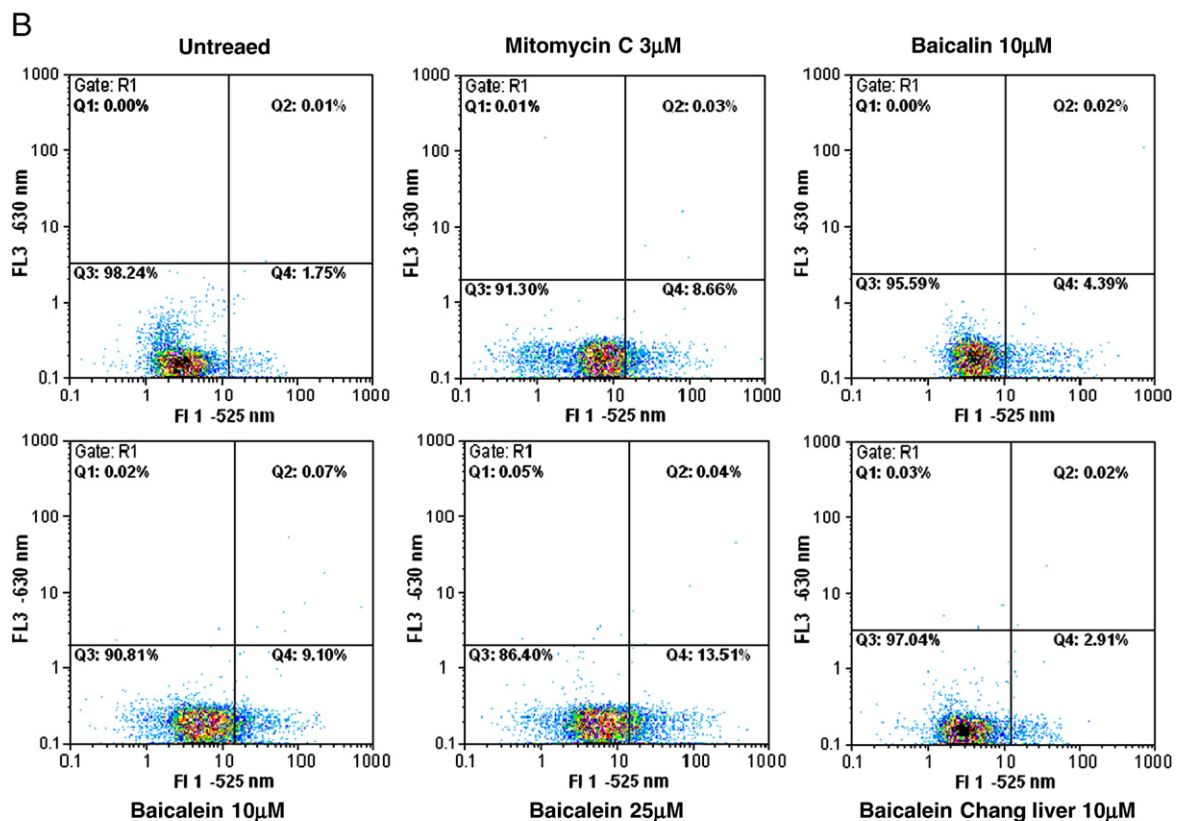 B
Untreaed
Mitomycin C 3µM
Baicalin 10µM
1000
100
10
1
0.1
FL3 -630 nm
Gate: R1
Q1: 0.00%
Q2: 0.01%
Q3: 98.24%
Q4: 1.75%
0.1 1 10 100 1000
Fl 1 -525 nm
1000
100
10
1
0.1
FL3 -630 nm
Gate: R1
Q1: 0.01%
Q2: 0.03%
Q3: 91.30%
Q4: 8.66%
0.1 1 10 100 1000
Fl 1 -525 nm
1000
100
10
1
0.1
FL3 -630 nm
Gate: R1
Q1: 0.00%
Q2: 0.02%
Q3: 95.59%
Q4: 4.39%
0.1 1 10 100 1000
Fl 1 -525 nm
1000
100
10
1
0.1
FL3 -630 nm
Gate: R1
Q1: 0.02%
Q2: 0.07%
Q3: 90.81%
Q4: 9.10%
0.1 1 10 100 1000
Fl 1 -525 nm
Baicalein 10µM
1000
100
10
1
0.1
FL3 -630 nm
Gate: R1
Q1: 0.05%
Q2: 0.04%
Q3: 86.40%
Q4: 13.51%
0.1 1 10 100 1000
Fl 1 -525 nm
Baicalein 25µM
1000
100
10
1
0.1
FL3 -630 nm
Gate: R1
Q1: 0.03%
Q2: 0.02%
Q3: 97.04%
Q4: 2.91%
0.1 1 10 100 1000
Fl 1 -525 nm
Baicalein Chang liver 10µM